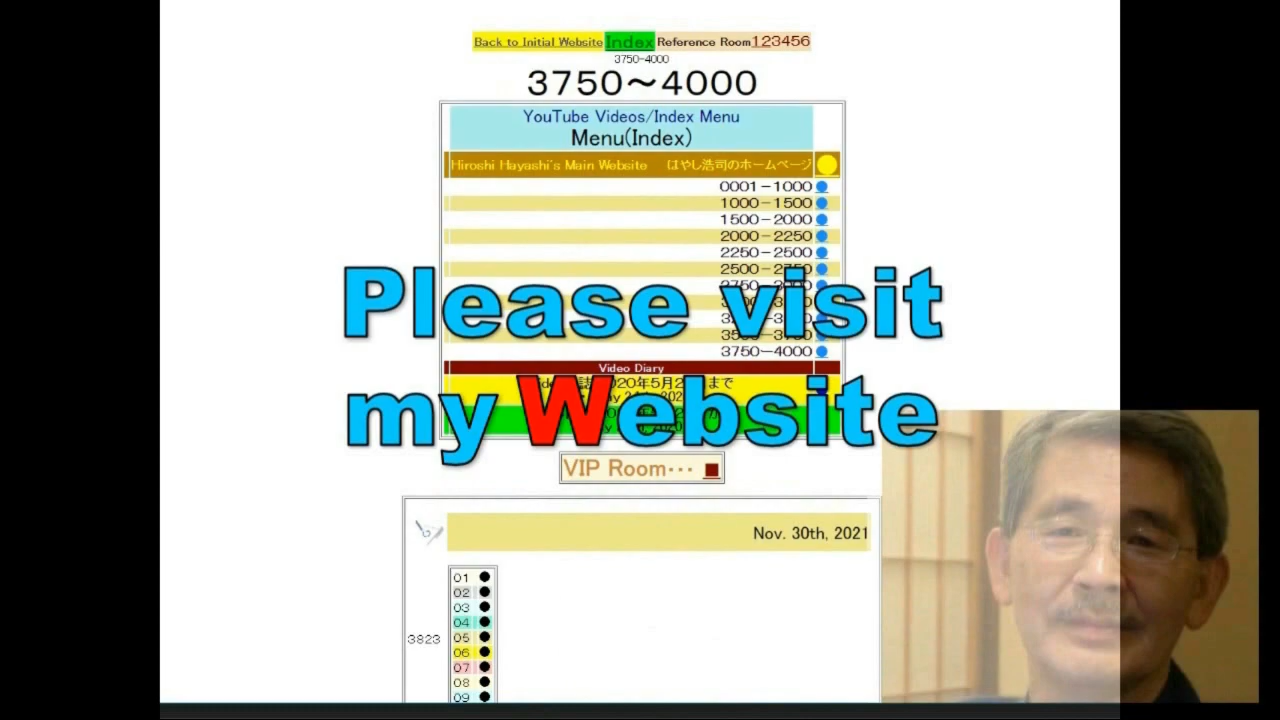 Back to Initial Website Index Reference Room123456
3750-4000
3750～4000
YouTube Videos/Index Menu
Menu(Index)
Hiroshi Hayashi's Main Website はやし浩司のホームページ
0001－1000
1000－1500
1500－2000
2000－2250
2250－2500
2500－2750
3750－4000
Please visit
Video Diary
my Website
VIP Room･･･
Nov. 30th, 2021
01
02
03
04
3823 05
06
07
08
09